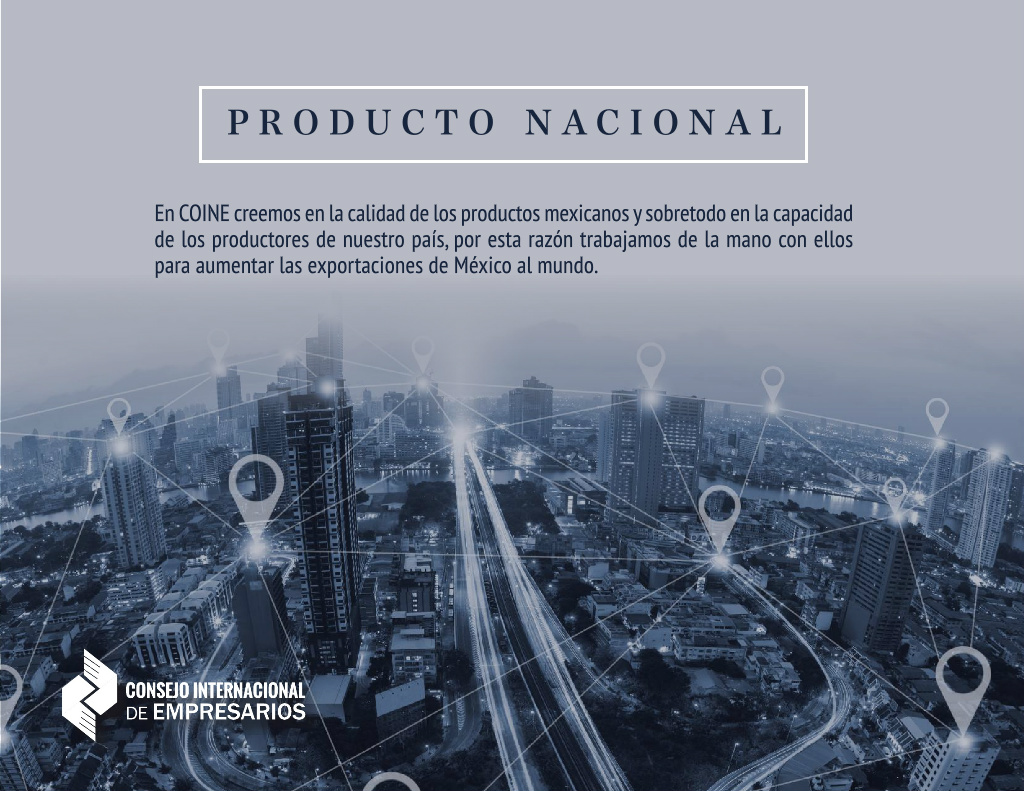 PRODUCTO NACIONAL
En COINE creemos en la calidad de los productos mexicanos y sobretodo en la capacidad
de los productores de nuestro país, por esta razón trabajamos de la mano con ellos
para aumentar las exportaciones de México al mundo.
CONSEJO INTERNACIONAL
DE EMPRESARIOS